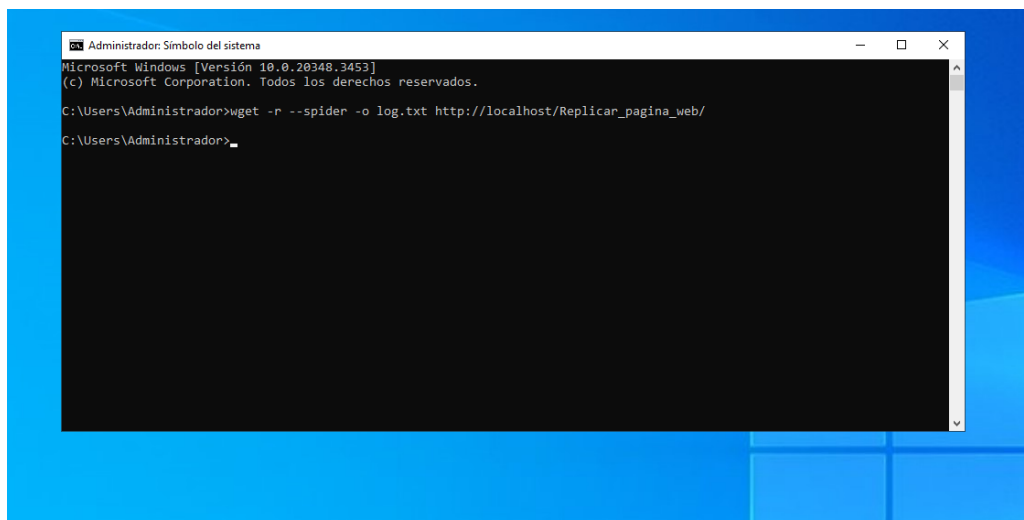 Administrador: Símbolo del sistema
Microsoft Windows [Versión 10.0.20348.3453]
(c) Microsoft Corporation. Todos los derechos reservados.
C:\Users\Administrador>wget -r --spider -o log.txt http://localhost/Replicar_pagina_web/
C:\Users\Administrador>